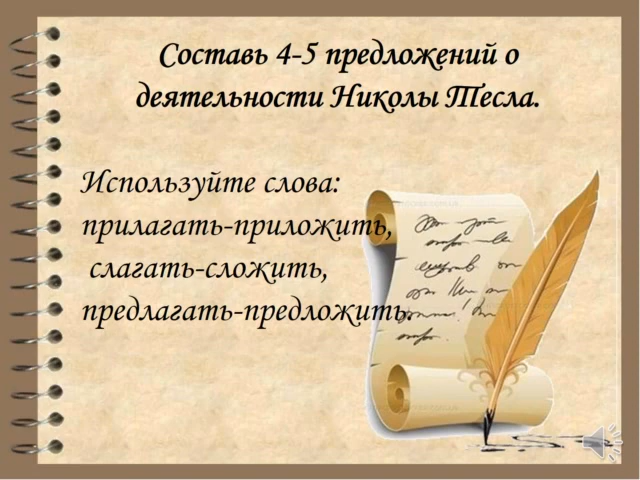 Составь 4-5 предложений о
деятельности Николы Тесла.
Используйте слова:
прилагать-приложить,
слагать-сложить,
предлагать-предложить.